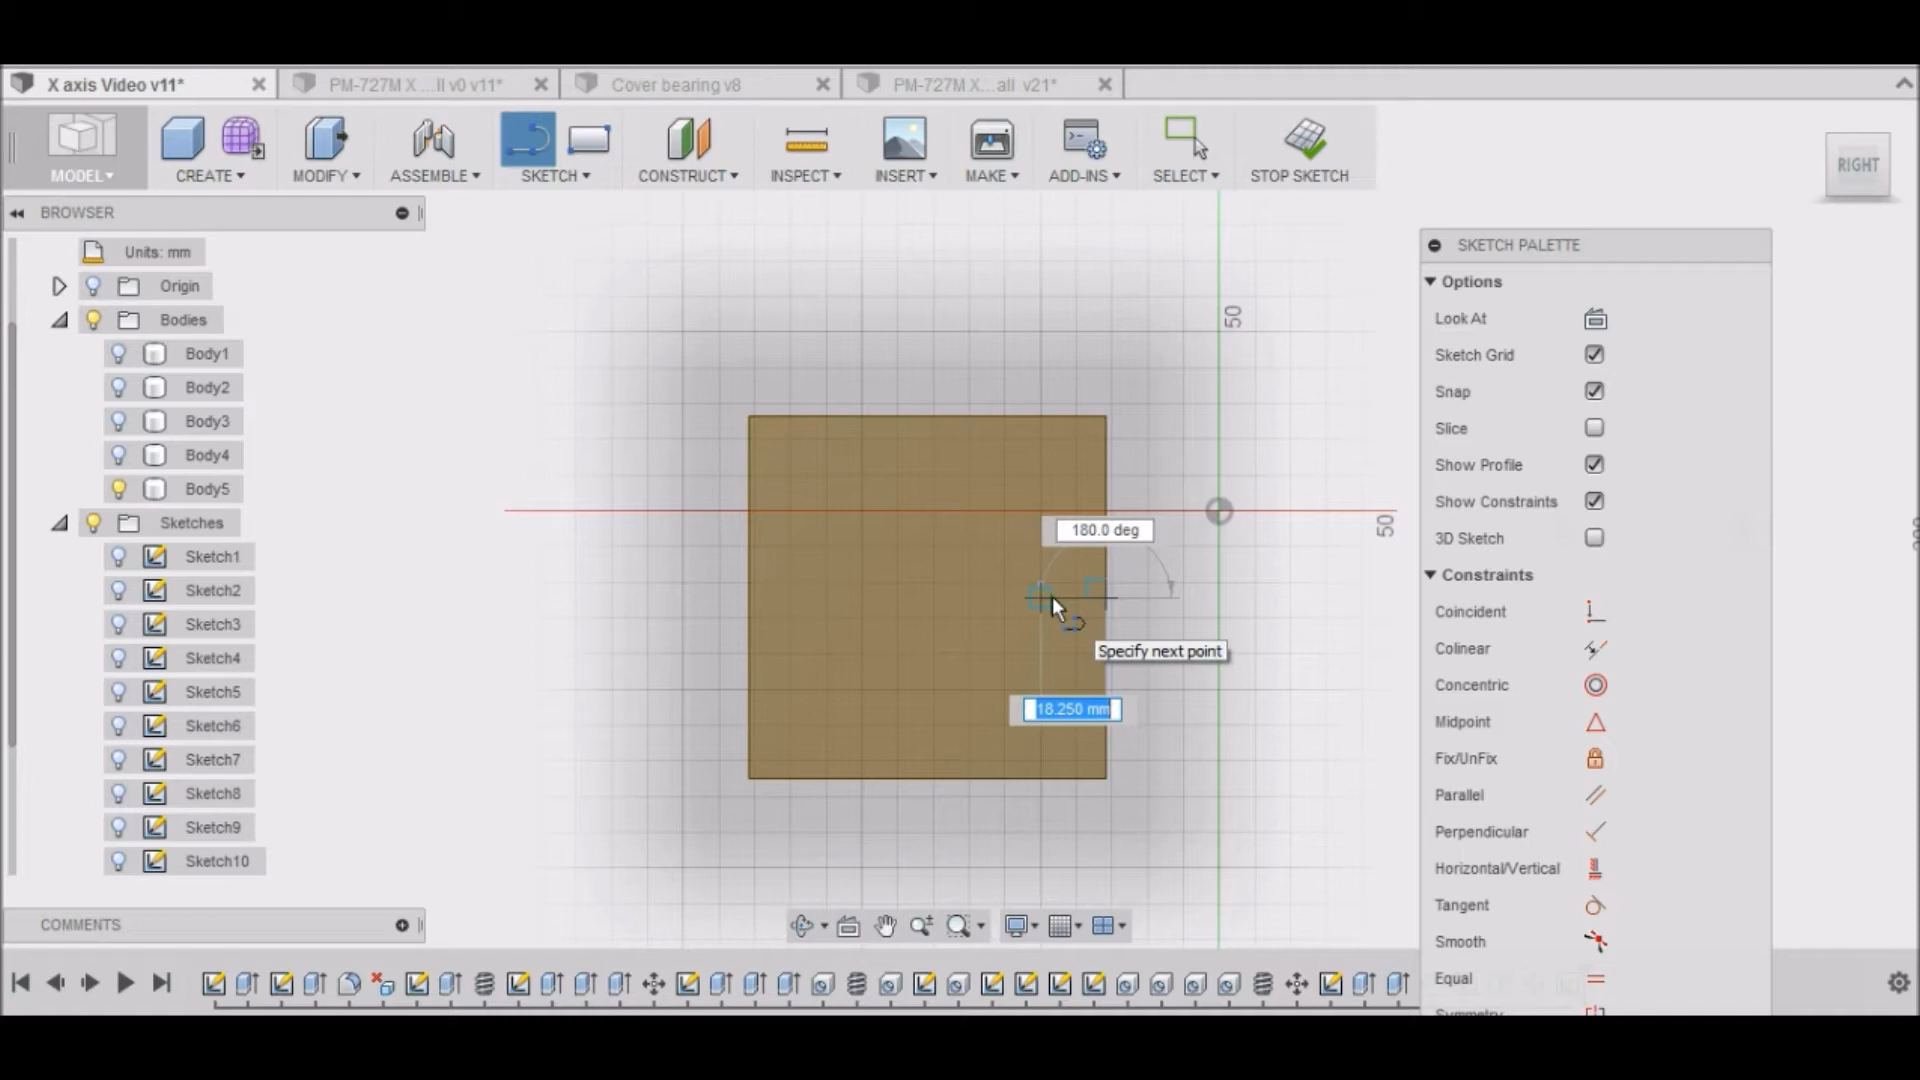 X axis Video v11*
PM-727M X ...ll v0 v11*
Cover bearing v8
PM-727M X...all v21*
MODEL
CREATE
MODIFY
ASSEMBLE
SKETCH
CONSTRUCT
INSPECT
INSERT
MAKE
ADD-INS
SELECT
STOP SKETCH
RIGHT
BROWSER
Units: mm
Origin
Bodies
Body1
Body2
Body3
Body4
Body5
Sketches
Sketch1
Sketch2
Sketch3
Sketch4
Sketch5
Sketch6
Sketch7
Sketch8
Sketch9
Sketch10
COMMENTS
50
50
180.0 deg
Specify next point
18.250 mm
SKETCH PALETTE
Options
Look At
Sketch Grid
Snap
Slice
Show Profile
Show Constraints
3D Sketch
Constraints
Coincident
Colinear
Concentric
Midpoint
Fix/UnFix
Parallel
Perpendicular
Horizontal/Vertical
Tangent
Smooth
Equal
Symmetry